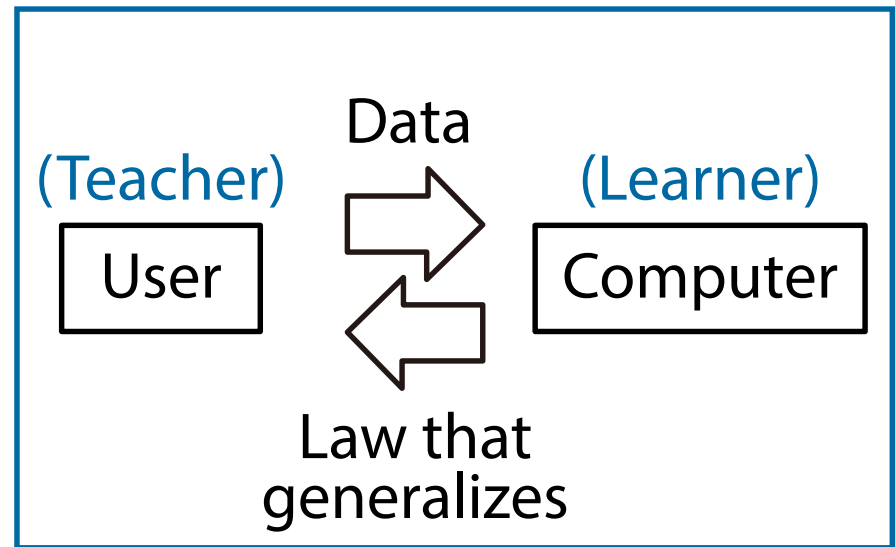 Data
(Teacher)
(Learner)
User
Computer
Law that
generalizes